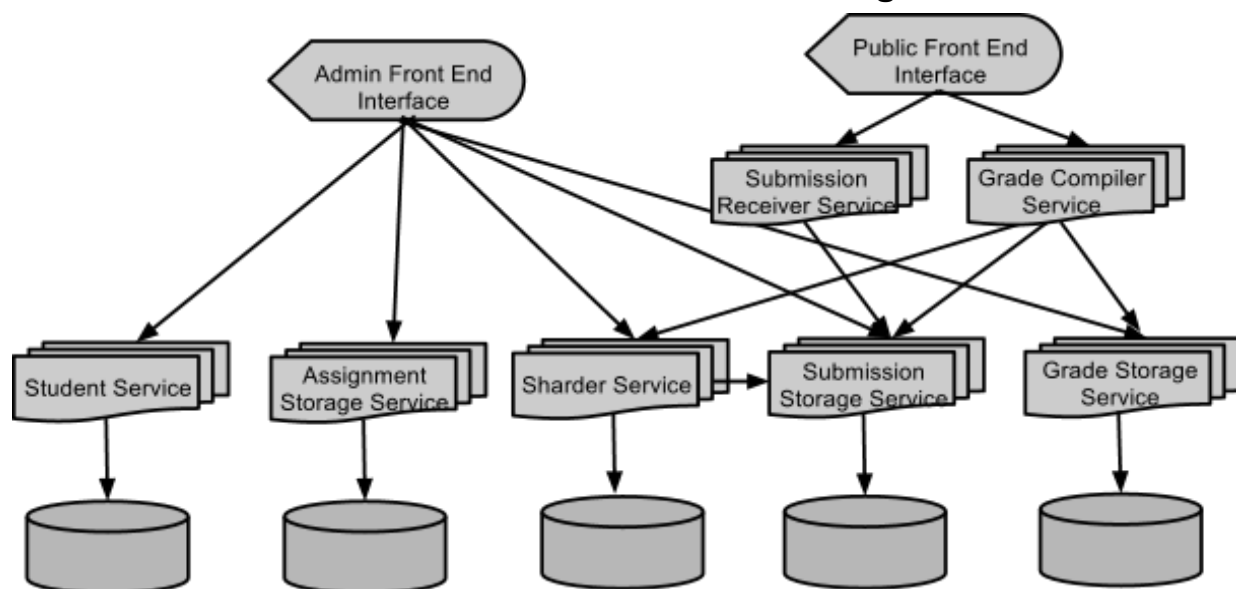 Admin Front End
Interface
Public Front End
Interface
Submission
Receiver Service
Grade Compiler
Service
Student Service
Assignment
Storage Service
Sharder Service
Submission
Storage Service
Grade Storage
Service